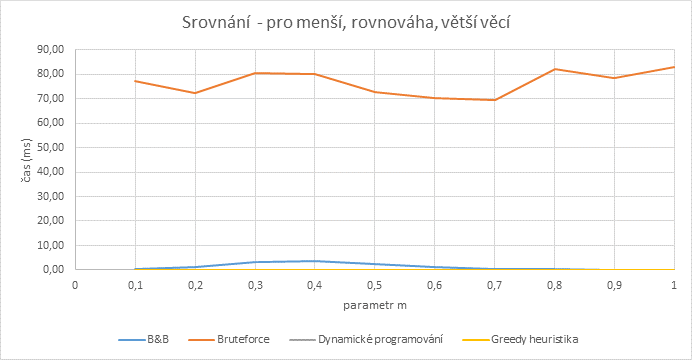 Srovnání - pro menší, rovnováha, větší věcí
90,00
80,00
70,00
60,00
50,00
40,00
30,00
20,00
10,00
0,00
čas (ms)
0 0,1 0,2 0,3 0,4 0,5 0,6 0,7 0,8 0,9 1
parametr m
B&B Bruteforce Dynamické programování Greedy heuristika